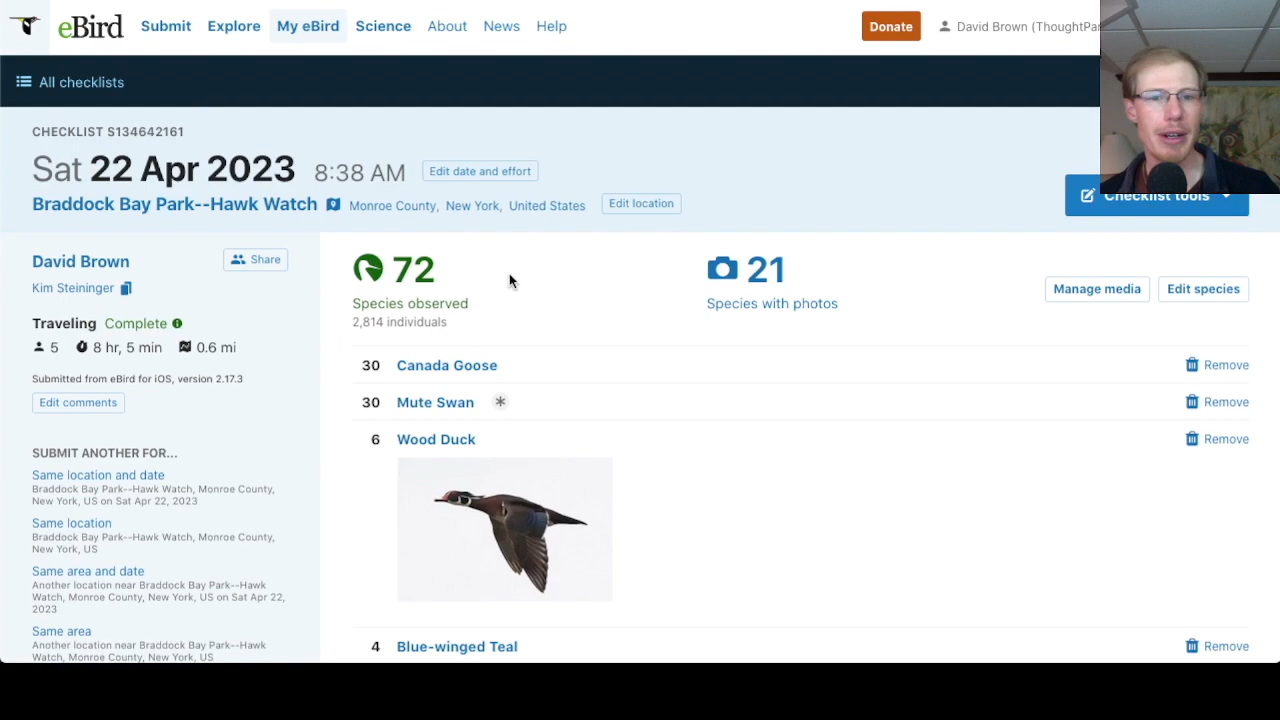 eBird Submit Explore My eBird Science About News Help Donate David Brown
All checklists
CHECKLIST S134642161
Sat 22 Apr 2023 8:38 AM Edit date and effort
Braddock Bay Park--Hawk Watch Monroe County, New York, United States Edit location
Checklist tools
David Brown Share
Kim Steininger
Traveling Complete
5 8 hr, 5 min 0.6 mi
Submitted from eBird for iOS, version 2.17.3
Edit comments
SUBMIT ANOTHER FOR...
Same location and date
Braddock Bay Park--Hawk Watch, Monroe County,
New York, US on Sat Apr 22, 2023
Same location
Braddock Bay Park--Hawk Watch, Monroe County,
New York, US
Same area and date
Another location near Braddock Bay Park--Hawk
Watch, Monroe County, New York, US on Sat Apr 22,
2023
Same area
Another location near Braddock Bay Park--Hawk
Watch, Monroe County, New York, US
72
Species observed
2,814 individuals
21
Species with photos
Manage media Edit species
30 Canada Goose Remove
30 Mute Swan * Remove
6 Wood Duck Remove
4 Blue-winged Teal Remove